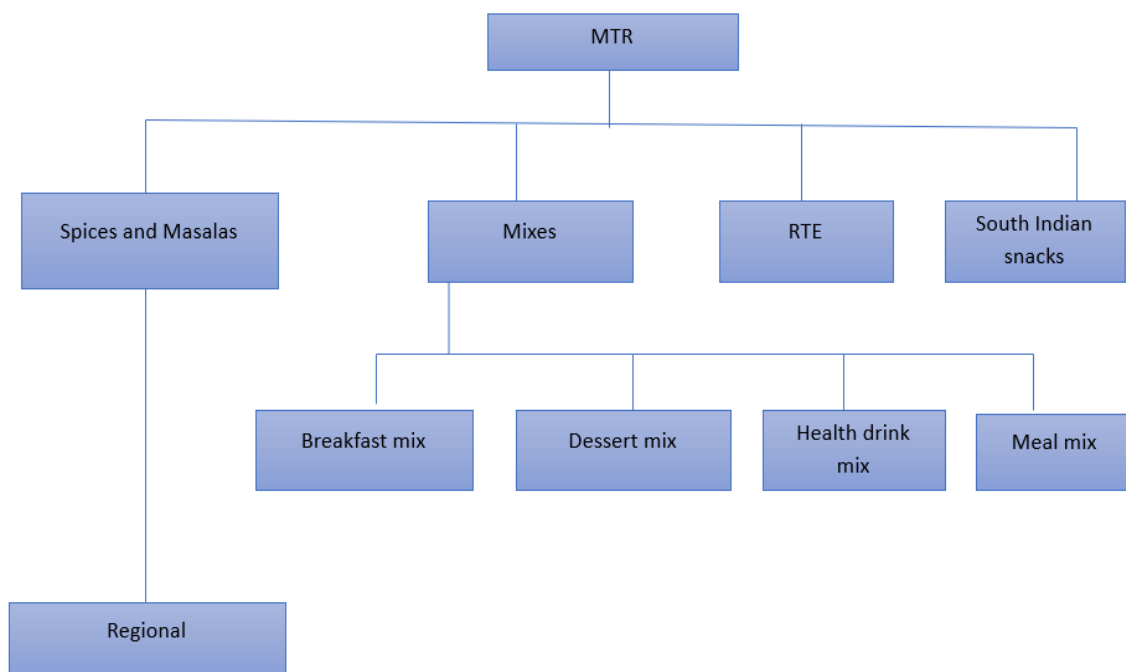 MTR
Spices and Masalas
Mixes
RTE
South Indian
snacks
Breakfast mix
Dessert mix
Health drink
mix
Meal mix
Regional